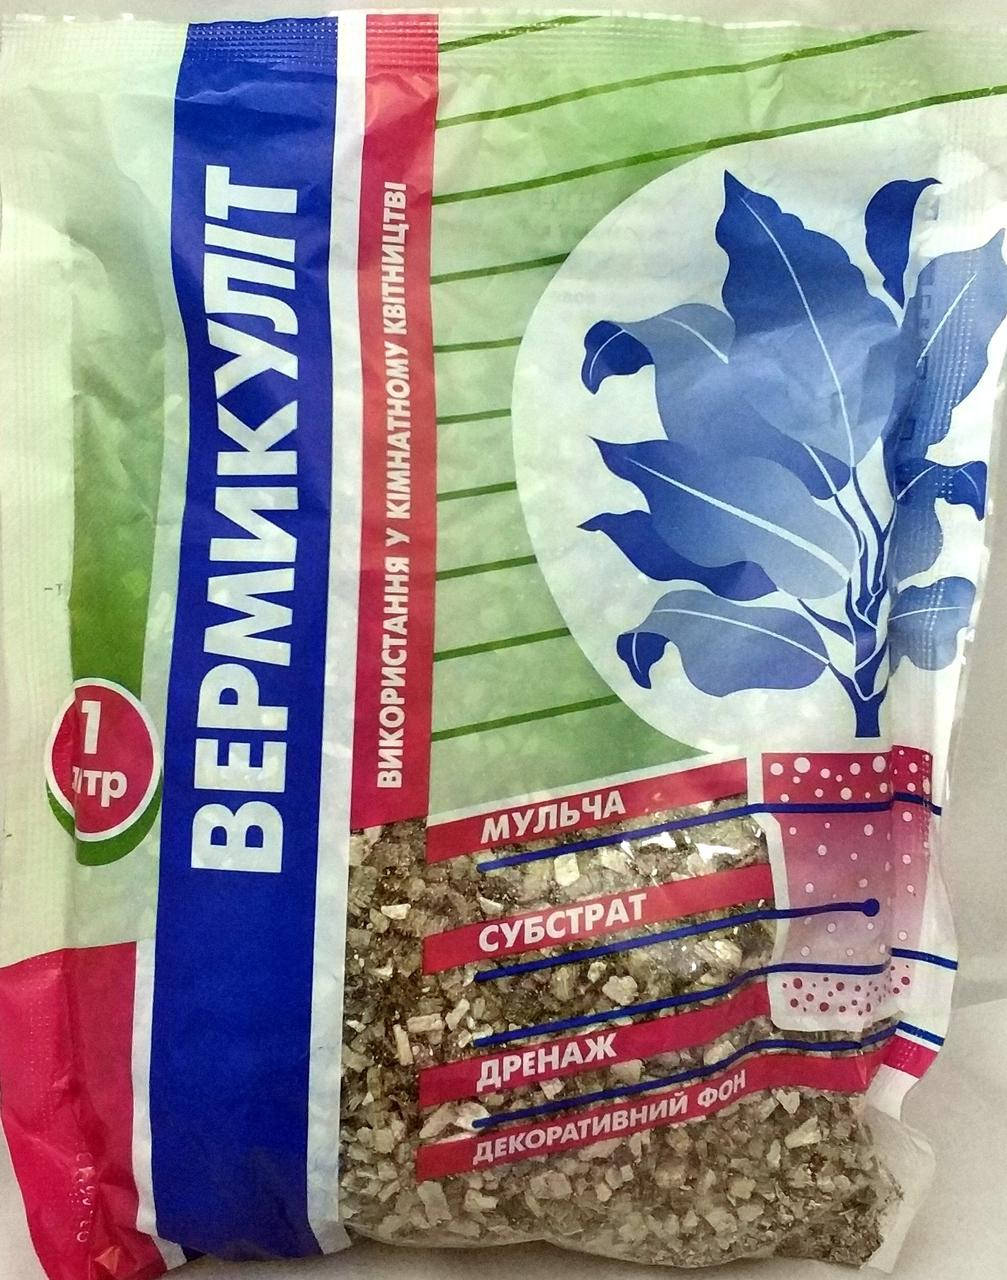 ВЕРМИКУЛІТ
ВИКОРИСТАННЯ У КІМНАТНОМУ КВІТНИЦТВІ
1
літр
МУЛЬЧА
СУБСТРАТ
ДРЕНАЖ
ДЕКОРАТИВНИЙ ФОН